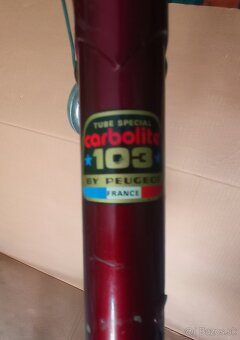 TUBE SPECIAL
carbolite
103
BY PEUGEOT
FRANCE